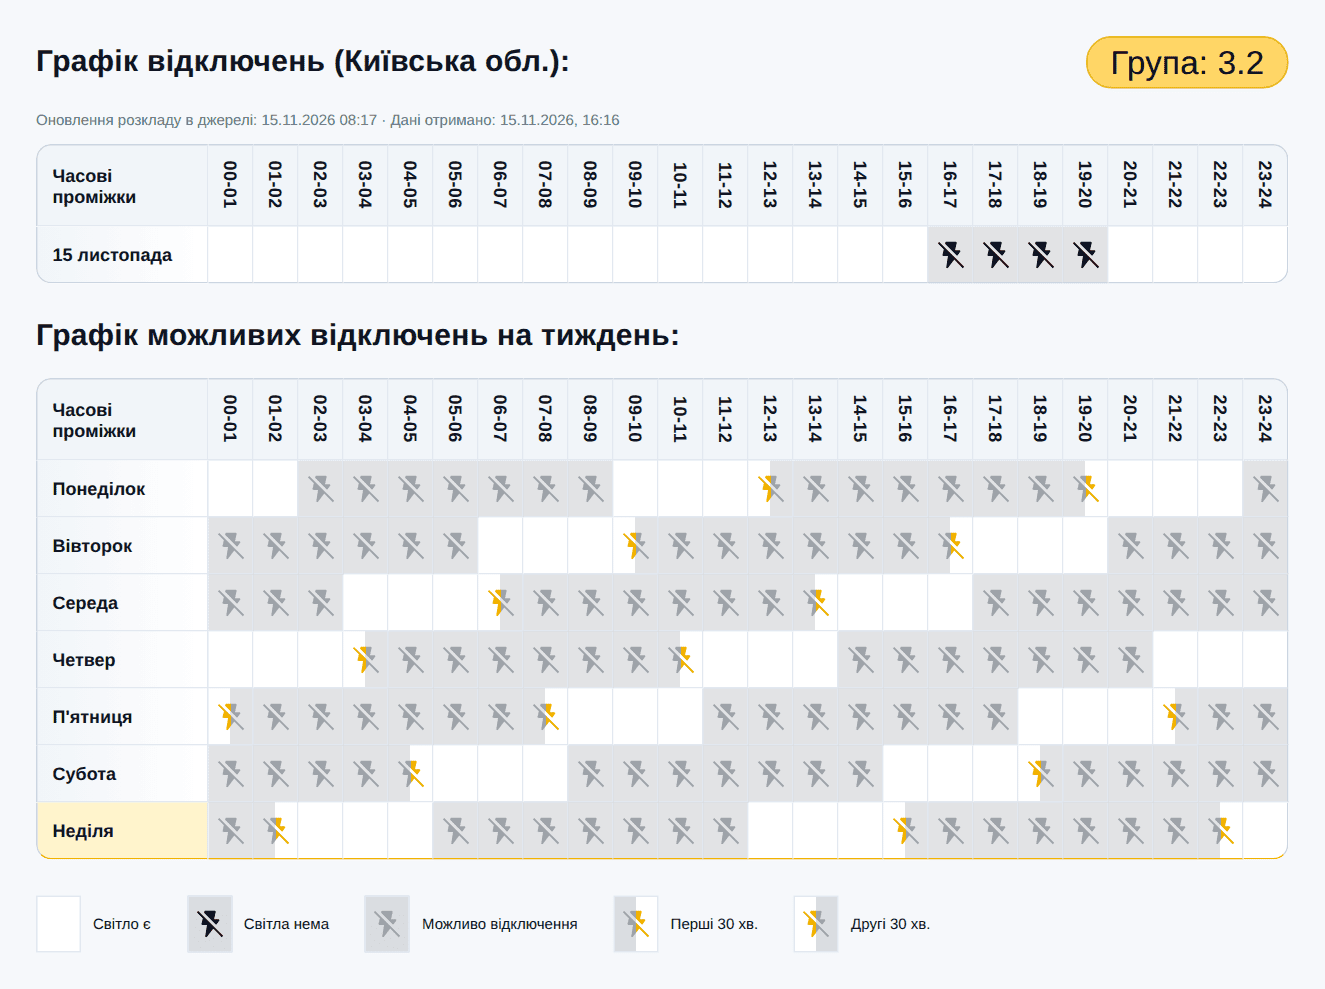 Графік відключень (Київська обл.):
Група: 3.2
Оновлення розкладу в джерелі: 15.11.2026 08:17 · Дані отримано: 15.11.2026, 16:16
Часові проміжки 00-01 01-02 02-03 03-04 04-05 05-06 06-07 07-08 08-09 09-10 10-11 11-12 12-13 13-14 14-15 15-16 16-17 17-18 18-19 19-20 20-21 21-22 22-23 23-24
15 листопада
Графік можливих відключень на тиждень:
Часові проміжки 00-01 01-02 02-03 03-04 04-05 05-06 06-07 07-08 08-09 09-10 10-11 11-12 12-13 13-14 14-15 15-16 16-17 17-18 18-19 19-20 20-21 21-22 22-23 23-24
Понеділок
Вівторок
Середа
Четвер
П'ятниця
Субота
Неділя
Світло є Світла нема Можливо відключення Перші 30 хв. Другі 30 хв.